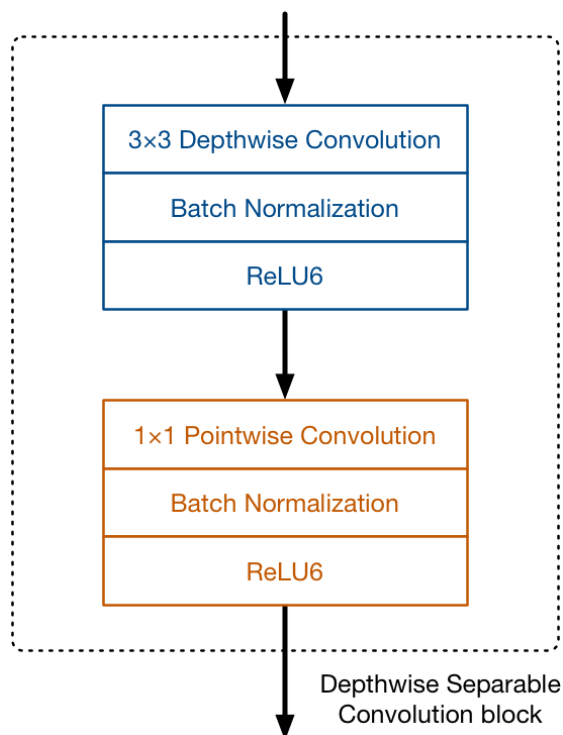 3×3 Depthwise Convolution
Batch Normalization
ReLU6
1×1 Pointwise Convolution
Batch Normalization
ReLU6
Depthwise Separable
Convolution block